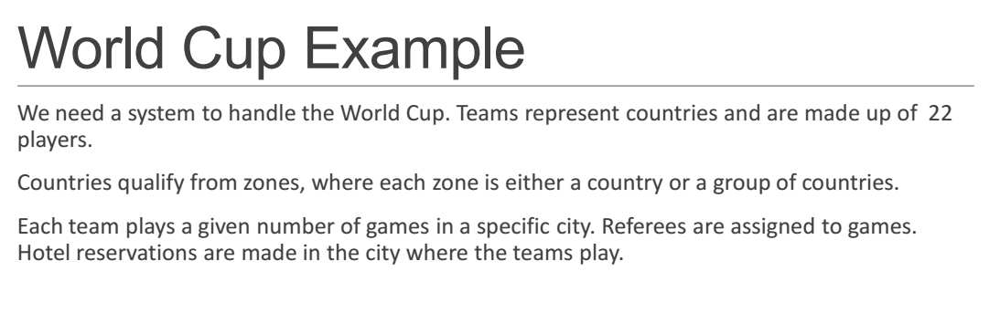 World Cup Example
We need a system to handle the World Cup. Teams represent countries and are made up of 22
players.
Countries qualify from zones, where each zone is either a country or a group of countries.
Each team plays a given number of games in a specific city. Referees are assigned to games.
Hotel reservations are made in the city where the teams play.